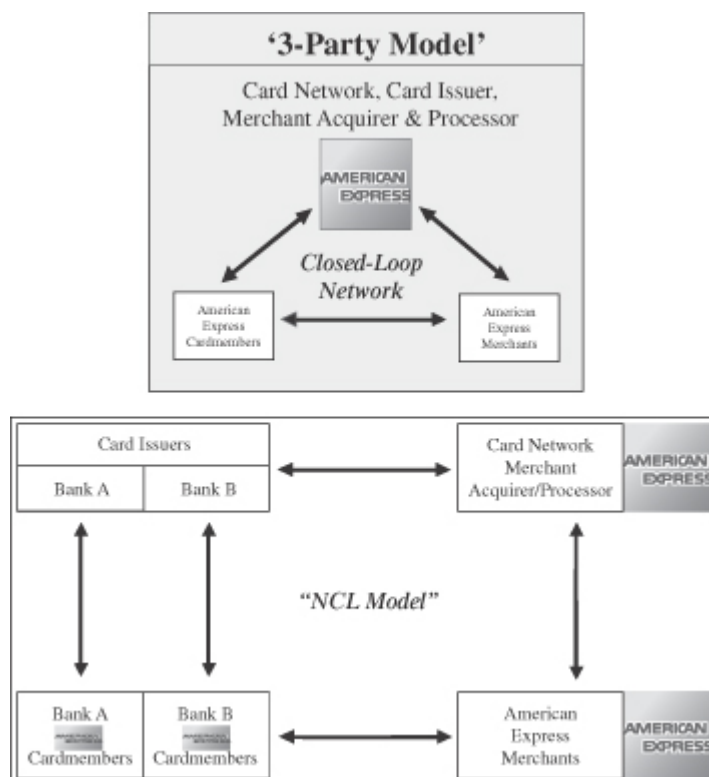 ‘3-Party Model’
Card Network, Card Issuer,
Merchant Acquirer & Processor
AMERICAN
EXPRESS
Closed-Loop
Network
American
Express
Cardmembers
American
Express
Merchants
Card Issuers
Bank A
Bank B
Card Network
Merchant
Acquirer/Processor
AMERICAN
EXPRESS
“NCL Model”
Bank A
Cardmembers
Bank B
Cardmembers
American
Express
Merchants
AMERICAN
EXPRESS